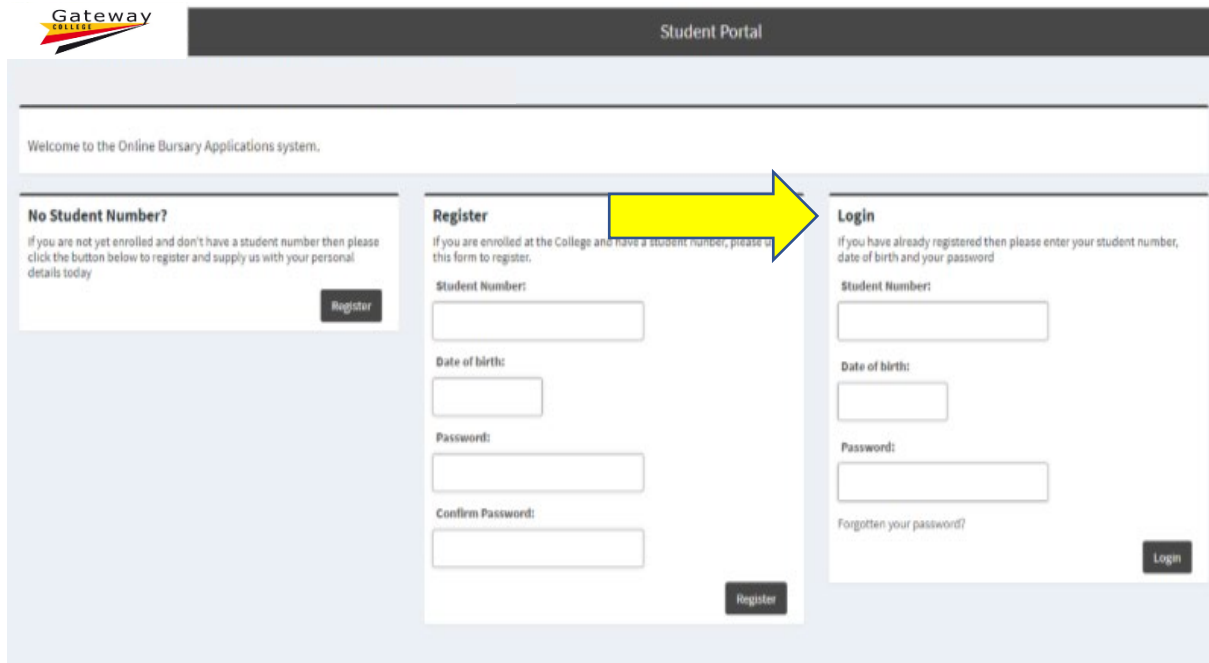 Gateway
COLLEGE
Student Portal
Welcome to the Online Bursary Applications system.
No Student Number?
If you are not yet enrolled and don't have a student number then please
click the button below to register and supply us with your personal
details today
Register
Register
If you are enrolled at the College and have a student number, please u
this form to register.
Student Number:
Date of birth:
Password:
Confirm Password:
Register
Login
If you have already registered then please enter your student number,
date of birth and your password
Student Number:
Date of birth:
Password:
Forgotten your password?
Login